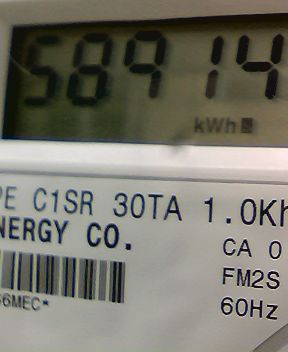 58914
kWh
PE C1SR 30TA 1.0Kh
NERGY CO.
CA 0
FM2S
6MEC*
60Hz